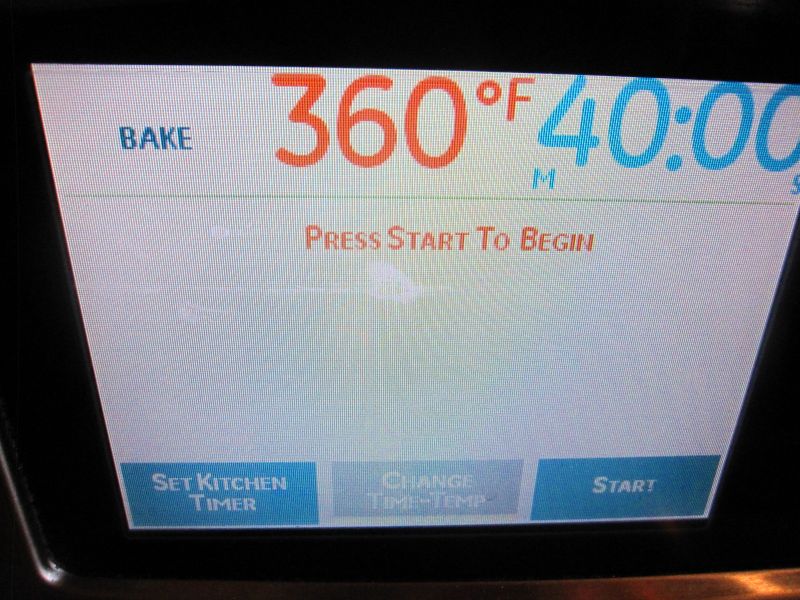 BAKE 360°F 40:00
M S
PRESS START TO BEGIN
SET KITCHEN
TIMER
CHANGE
TIME-TEMP
START